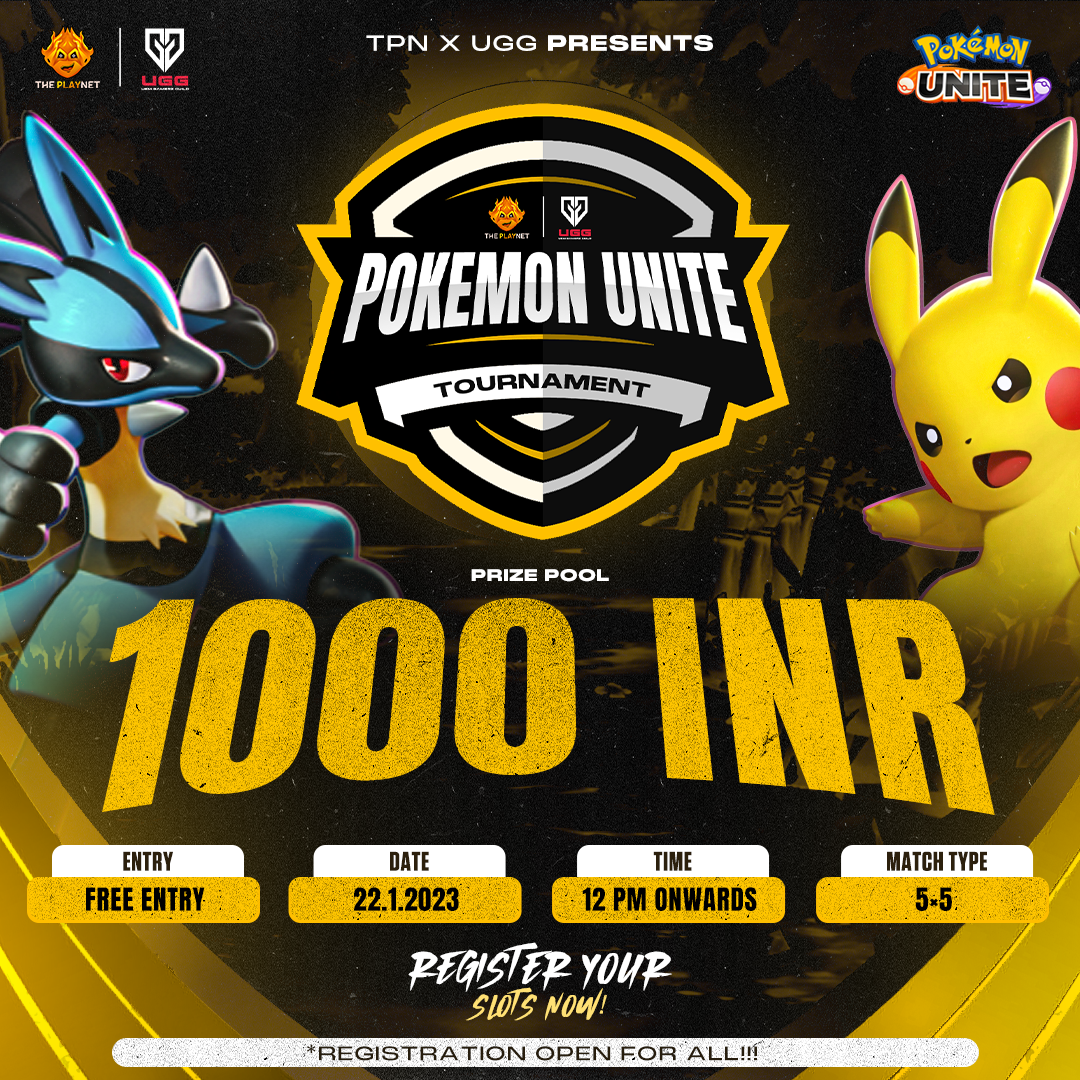 THE PLAYNET
UGG
TPN X UGG PRESENTS
POKéMON
UNITE
THE PLAYNET
UGG
POKEMON UNITE
TOURNAMENT
PRIZE POOL
1000 INR
ENTRY
FREE ENTRY
DATE
22.1.2023
TIME
12 PM ONWARDS
MATCH TYPE
5*5
REGISTER YOUR
SLOTS NOW!
*REGISTRATION OPEN FOR ALL!!!